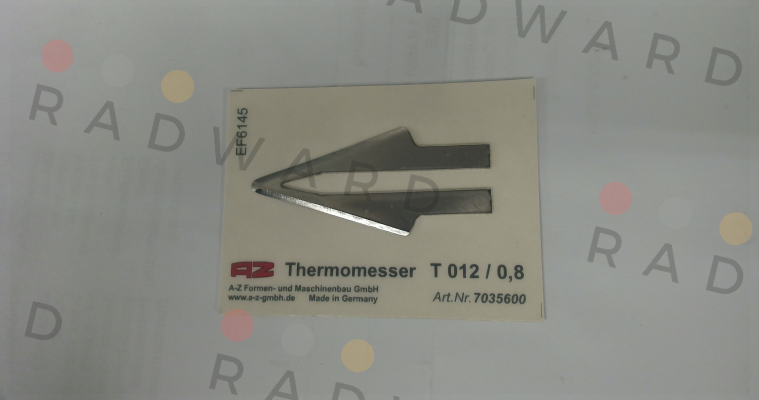 RADWARD
RADWARD
EF6145
RADWARD
AZ Thermomesser T 012 / 0,8
A-Z Formen- und Maschinenbau GmbH
www.a-z-gmbh.de Made in Germany
Art.Nr. 7035600
D
RADWARD